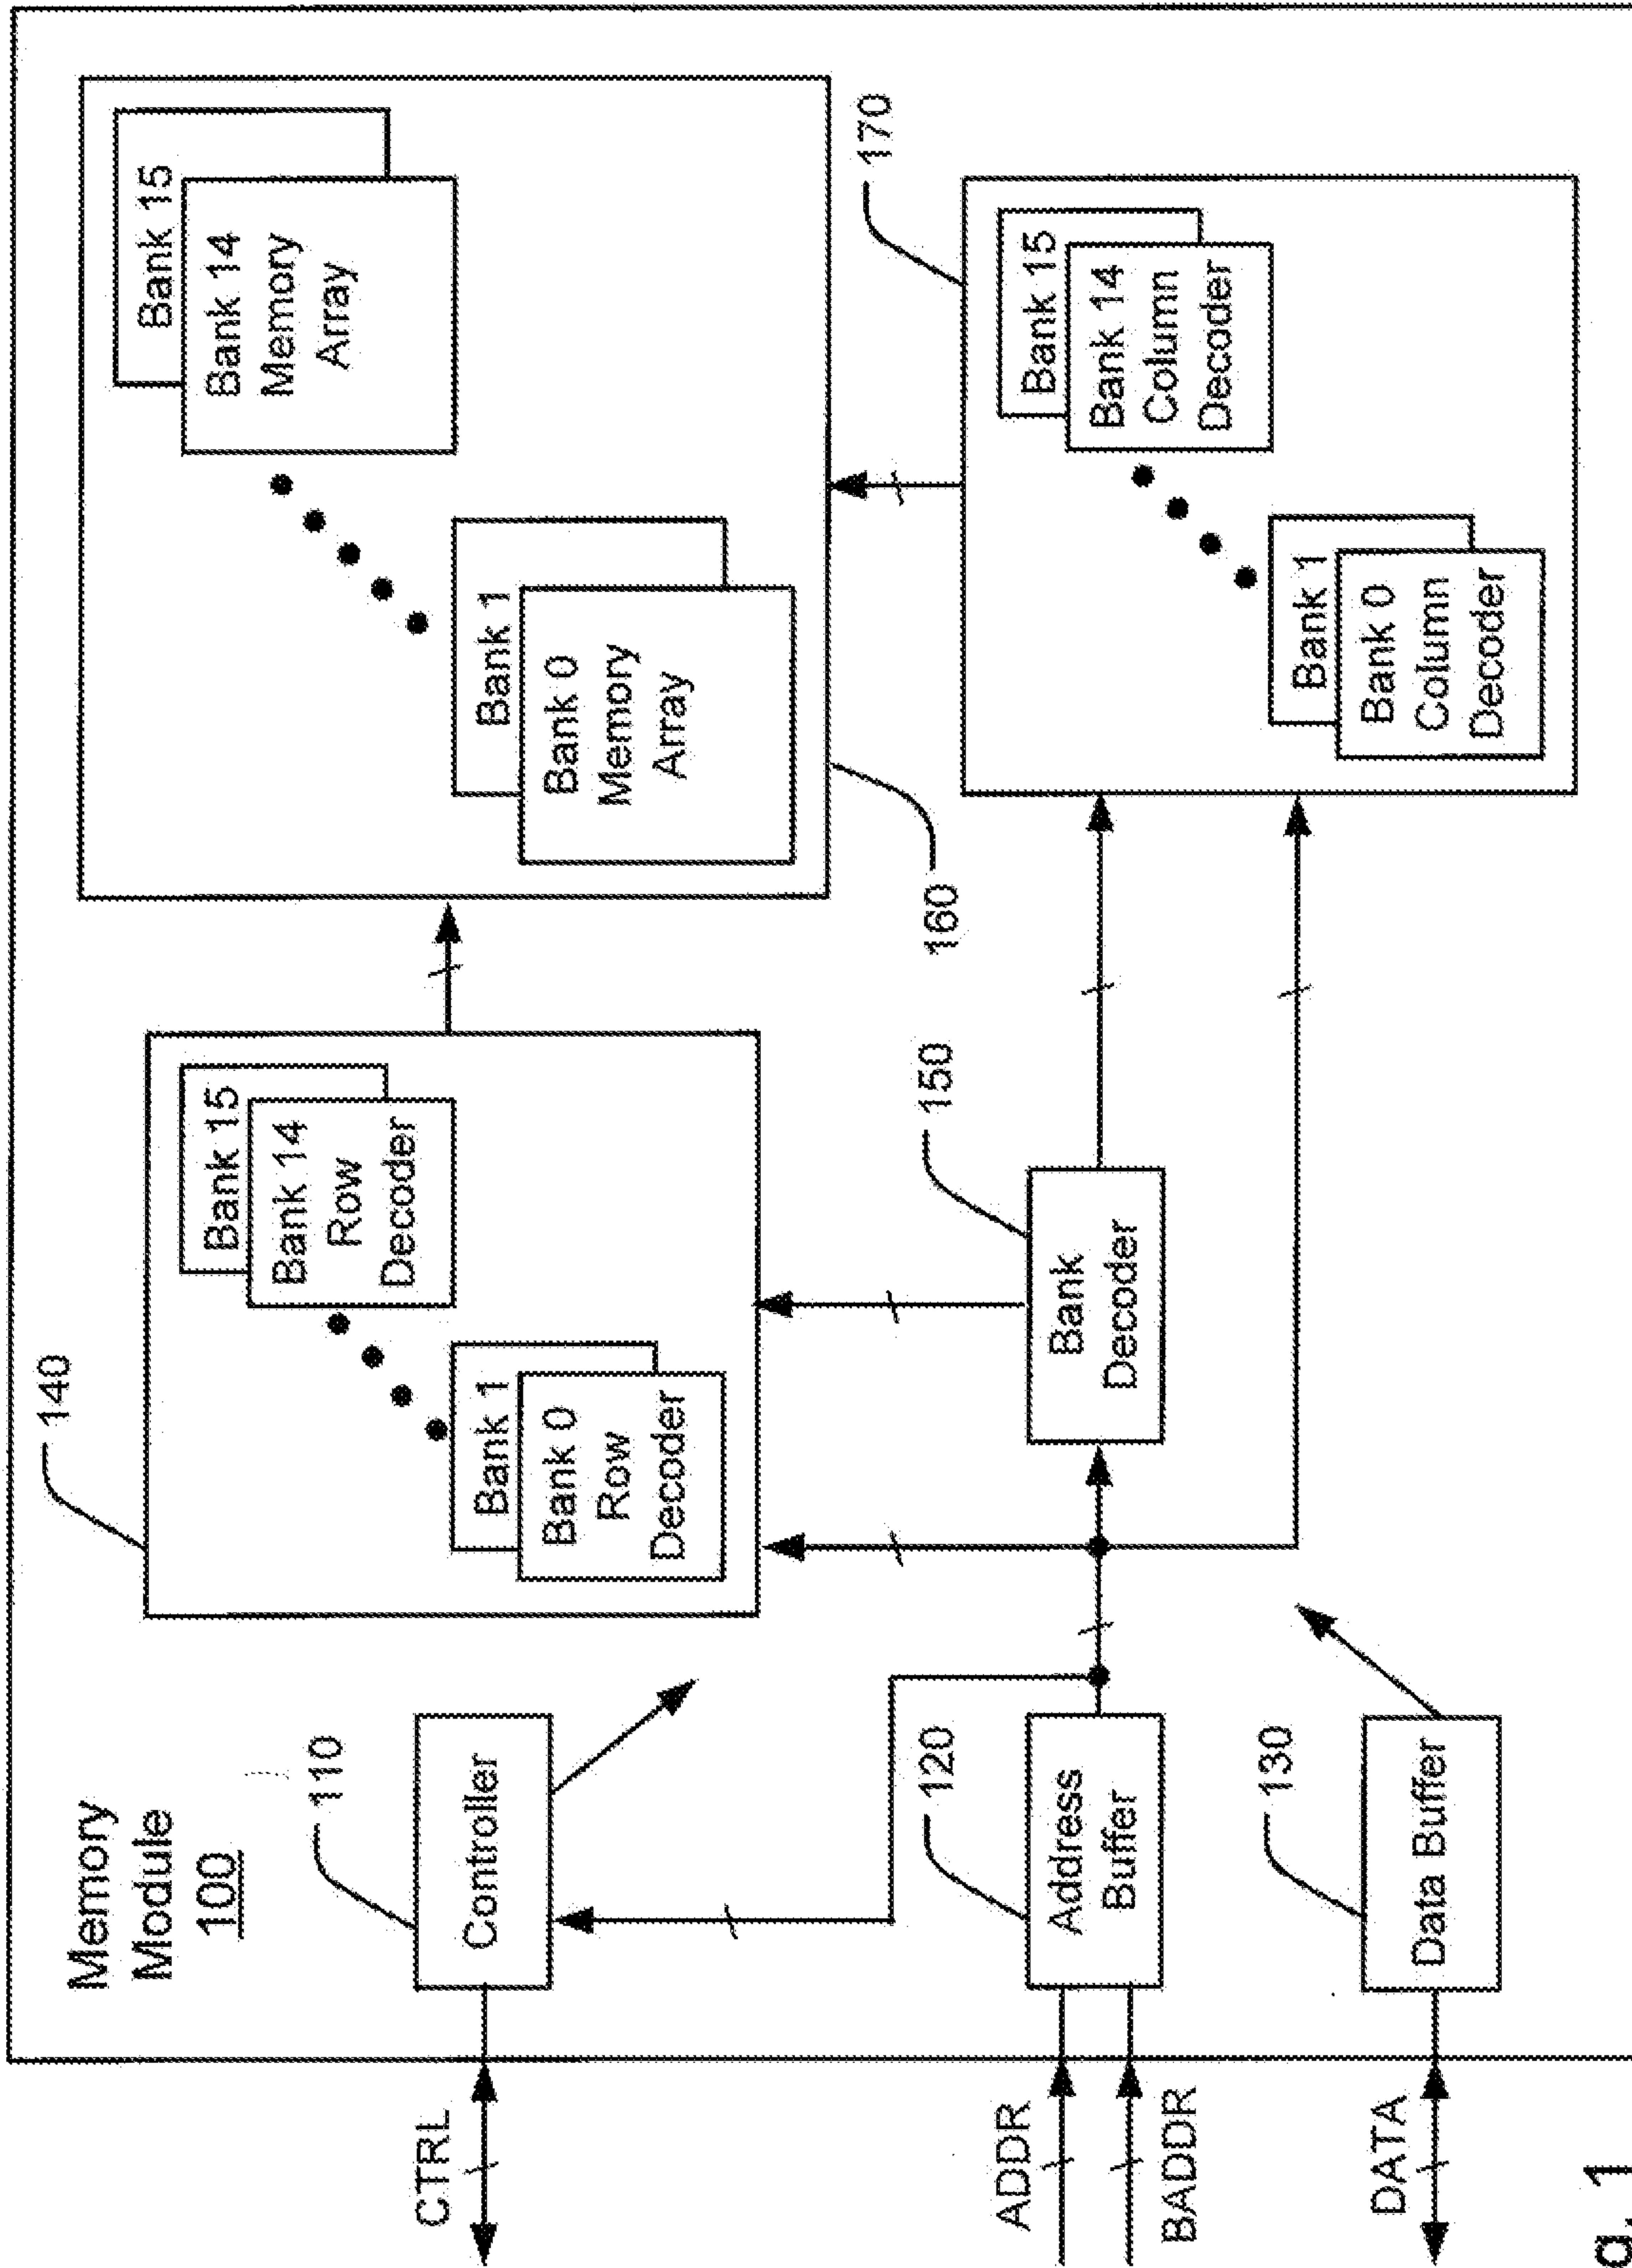 Memory
Module
100
140
Bank 15
Bank 14
Row
Decoder
Bank 1
Bank 0
Row
Decoder
Bank 15
Bank 14
Memory
Array
Bank 1
Bank 0
Memory
Array
160
110
Controller
CTRL
150
Bank
Decoder
170
Bank 15
Bank 14
Column
Decoder
Bank 1
Bank 0
Column
Decoder
120
Address
Buffer
ADDR
BADDR
130
Data Buffer
DATA
g. 1